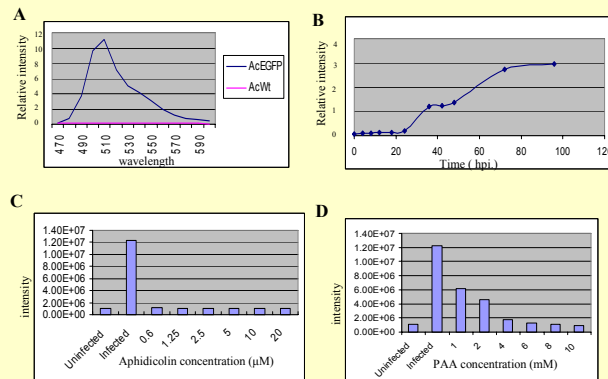 A
Relative intensity
12
10
8
6
4
2
0
470
490
510
530
550
570
590
wavelength
AcEGFP
AcWt
B
Relative intensity
4
3
2
1
0
0 20 40 60 80 100 120
Time ( hpi.)
C
intensity
1.40E+07
1.20E+07
1.00E+07
8.00E+06
6.00E+06
4.00E+06
2.00E+06
0.00E+00
Uninfected
Infected
0.6
1.25
2.5
5
10
20
Aphidicolin concentration (µM)
D
intensity
1.40E+07
1.20E+07
1.00E+07
8.00E+06
6.00E+06
4.00E+06
2.00E+06
0.00E+00
Uninfected
Infected
1
2
4
6
8
10
PAA concentration (mM)